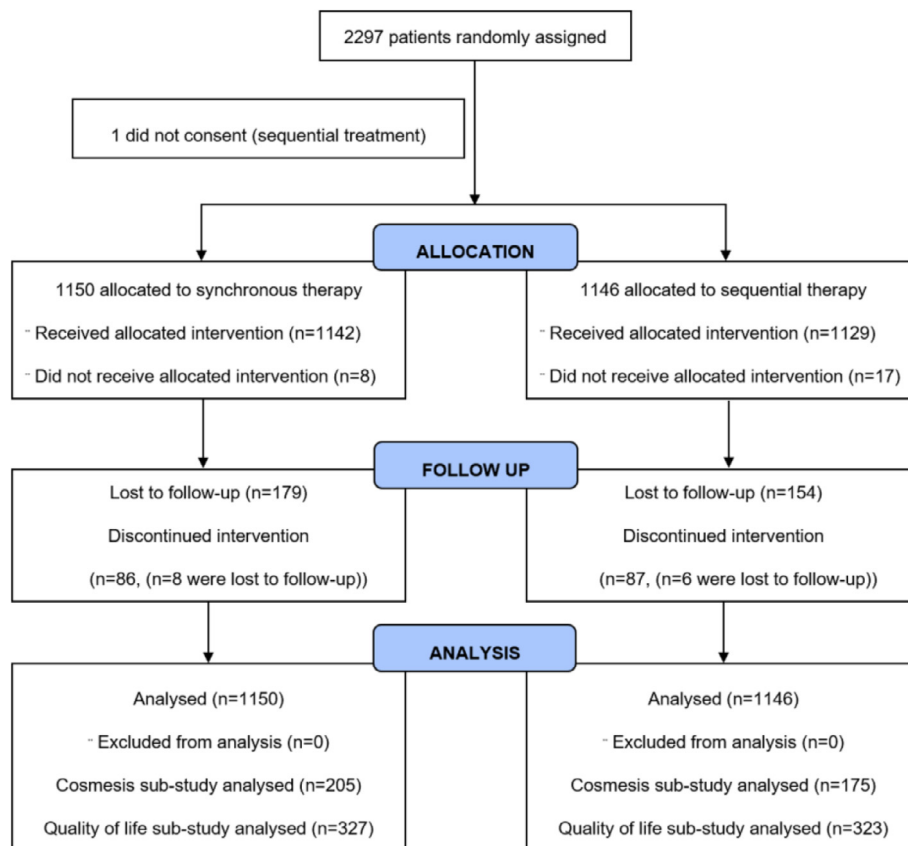 2297 patients randomly assigned
1 did not consent (sequential treatment)
ALLOCATION
1150 allocated to synchronous therapy
¨ Received allocated intervention (n=1142)
¨ Did not receive allocated intervention (n=8)
1146 allocated to sequential therapy
¨ Received allocated intervention (n=1129)
¨ Did not receive allocated intervention (n=17)
FOLLOW UP
Lost to follow-up (n=179)
Discontinued intervention
(n=86, (n=8 were lost to follow-up))
Lost to follow-up (n=154)
Discontinued intervention
(n=87, (n=6 were lost to follow-up))
ANALYSIS
Analysed (n=1150)
¨ Excluded from analysis (n=0)
Cosmesis sub-study analysed (n=205)
Quality of life sub-study analysed (n=327)
Analysed (n=1146)
¨ Excluded from analysis (n=0)
Cosmesis sub-study analysed (n=175)
Quality of life sub-study analysed (n=323)